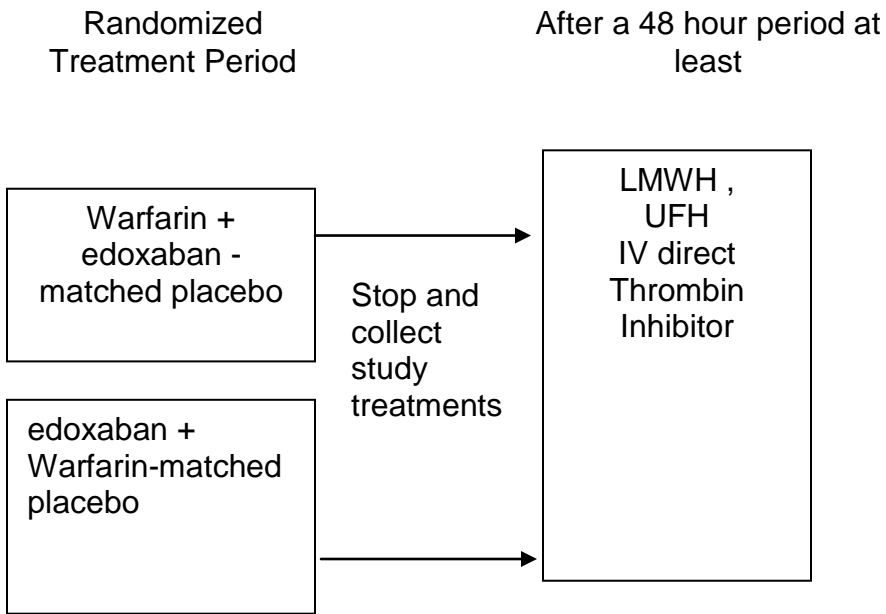 Randomized
Treatment Period
After a 48 hour period at
least
Warfarin +
edoxaban -
matched placebo
Stop and
collect
study
treatments
edoxaban +
Warfarin-matched
placebo
LMWH ,
UFH
IV direct
Thrombin
Inhibitor